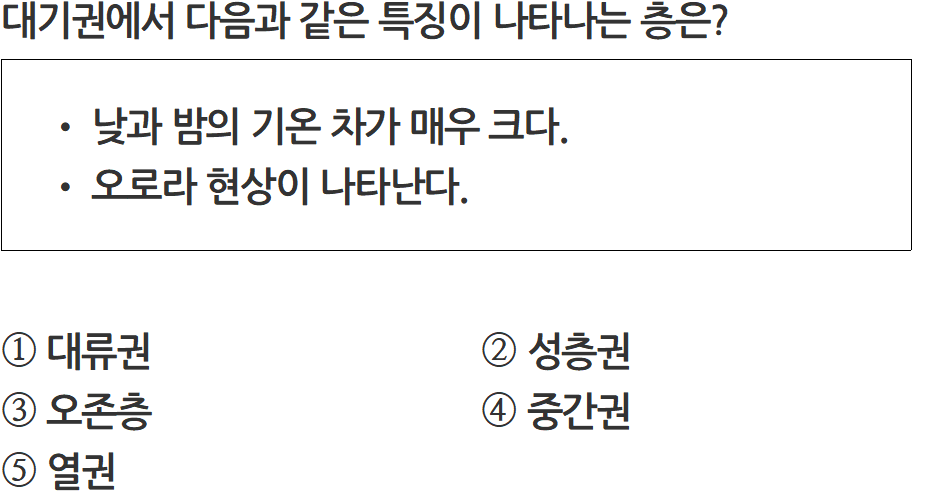 대기권에서 다음과 같은 특징이 나타나는 층은?
• 낮과 밤의 기온 차가 매우 크다.
• 오로라 현상이 나타난다.
① 대류권 ② 성층권
③ 오존층 ④ 중간권
⑤ 열권